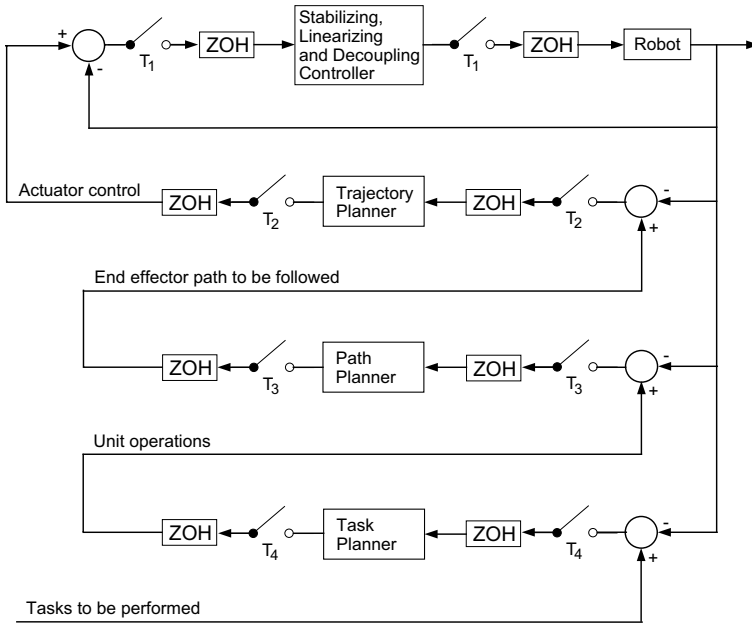 Stabilizing,
Linearizing
and Decoupling
Controller
+
-
T1
ZOH
T1
ZOH
Robot
Actuator control
ZOH
T2
Trajectory
Planner
ZOH
T2
-
+
End effector path to be followed
ZOH
T3
Path
Planner
ZOH
T3
-
+
Unit operations
ZOH
T4
Task
Planner
ZOH
T4
-
+
Tasks to be performed